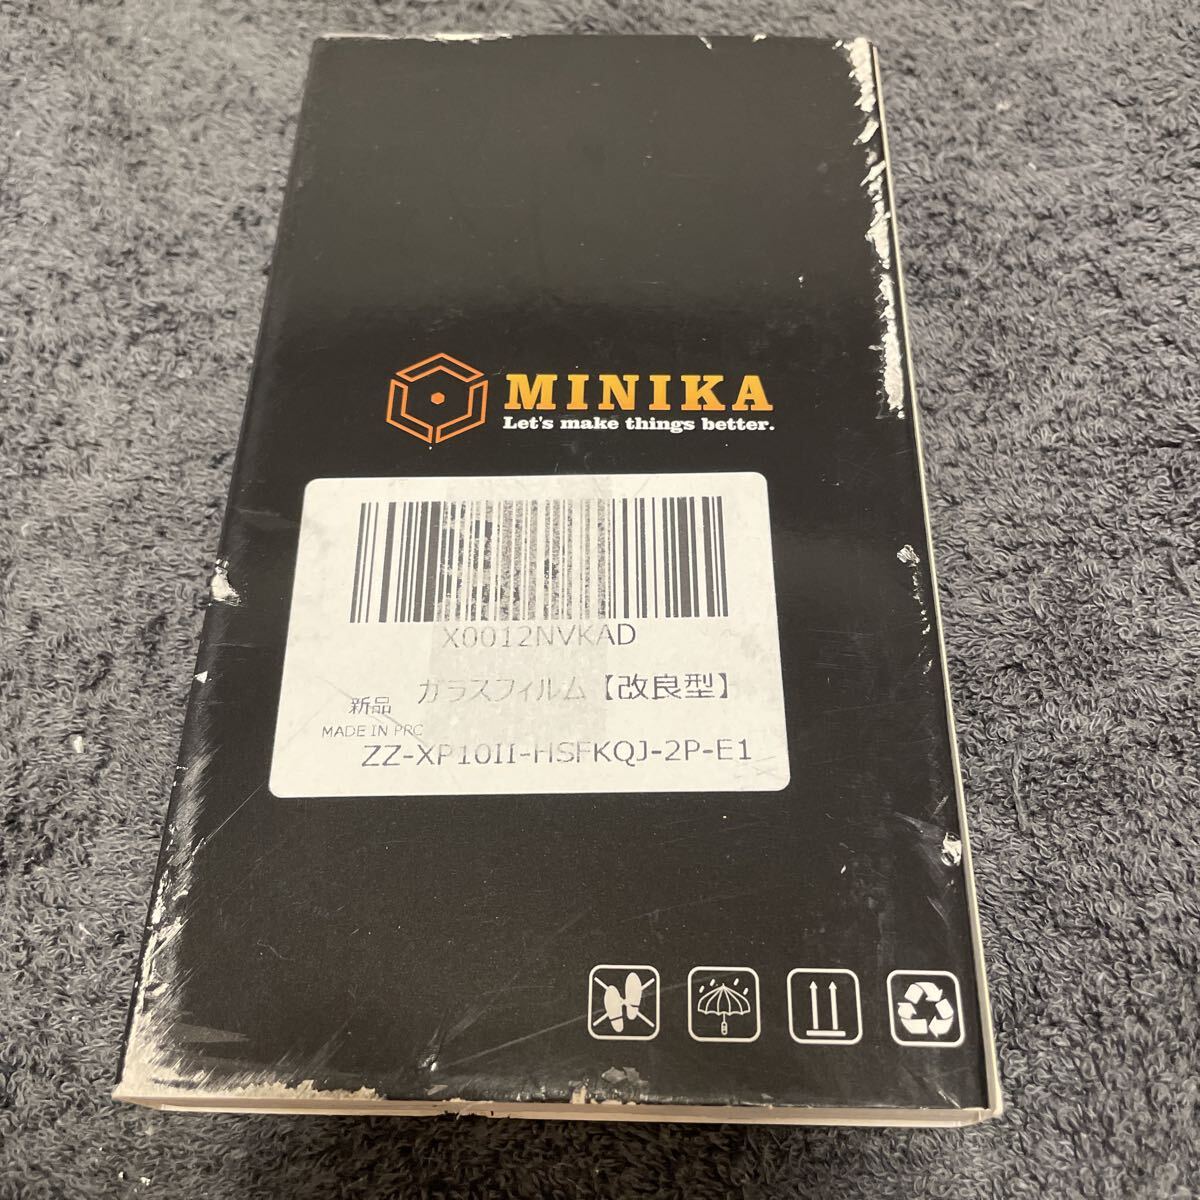 MINIKA
Let's make things better.
X0012NVKAD
ガラスフィルム【改良型】
新品
MADE IN PRC
ZZ-XP10II-HSFKQJ-2P-E1